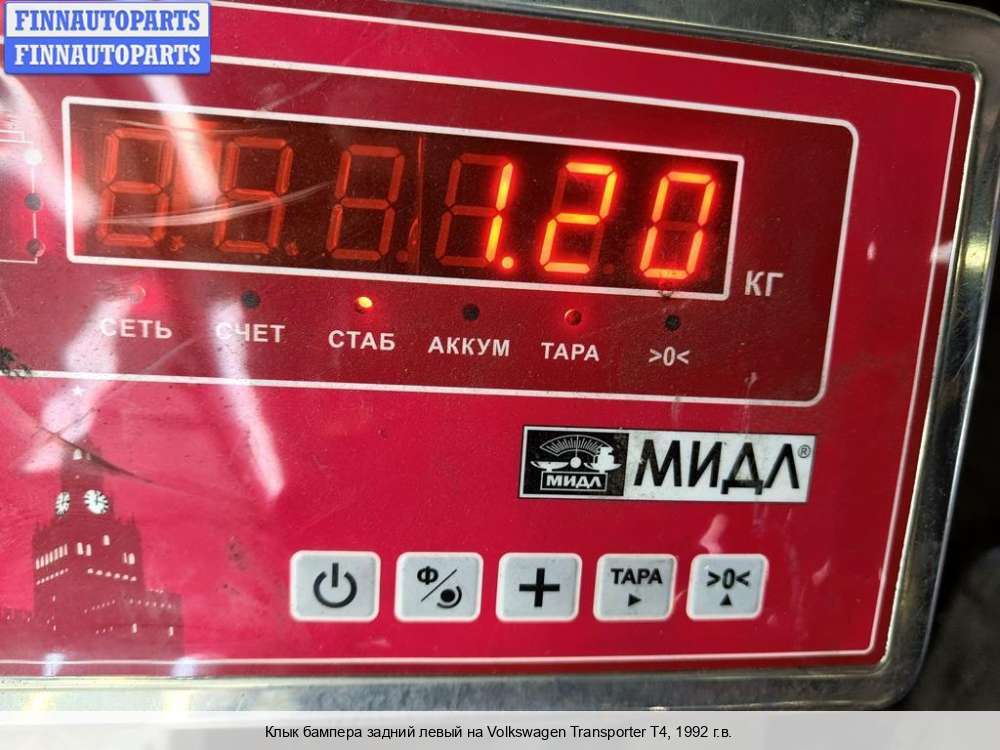 FINNAUTOPARTS
FINNAUTOPARTS
1.20
КГ
СЕТЬ СЧЕТ СТАБ АККУМ ТАРА >0<
МИДЛ МИДЛ®
Ф ТАРА >0<
Клык бампера задний левый на Volkswagen Transporter T4, 1992 г.в.